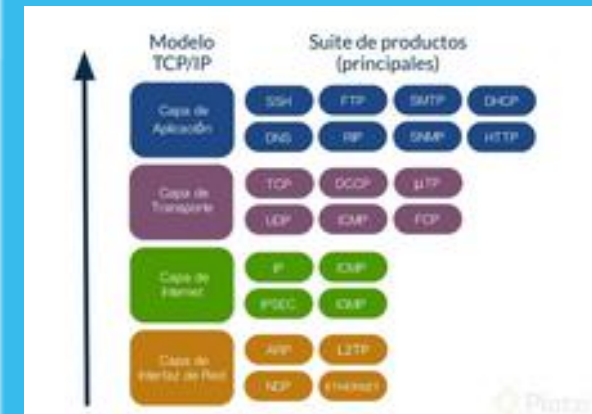 Modelo
TCP/IP
Suite de productos
(principales)
Capa de
Aplicación
SSH FTP SMTP DHCP
DNS RIP SNMP HTTP
Capa de
Transporte
TCP DCCP µTP
UDP ICMP FCP
Capa de
Internet
IP ICMP
IPSEC
Capa de
Interfaz de Red
ARP L2TP
NDP ETHERNET